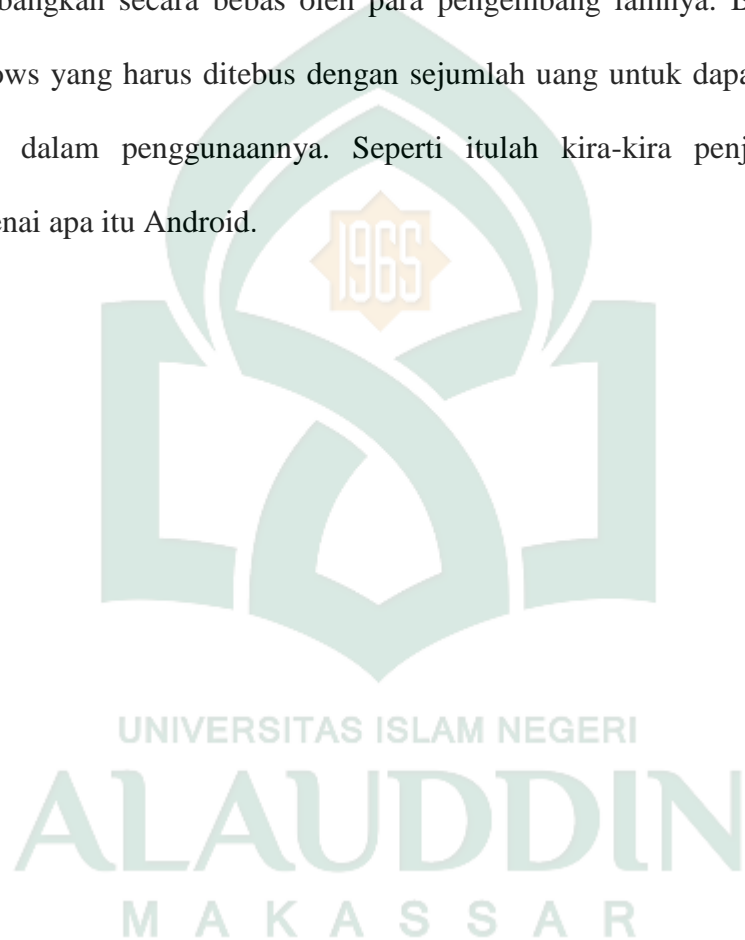 bangkan secara bebas oleh para pengembang lainnya.
ows yang harus ditebus dengan sejumlah uang untuk dapa
dalam penggunaannya. Seperti itulah kira-kira penj
enai apa itu Android.
1965
UNIVERSITAS ISLAM NEGERI
ALAUDDIN
MAKASSAR